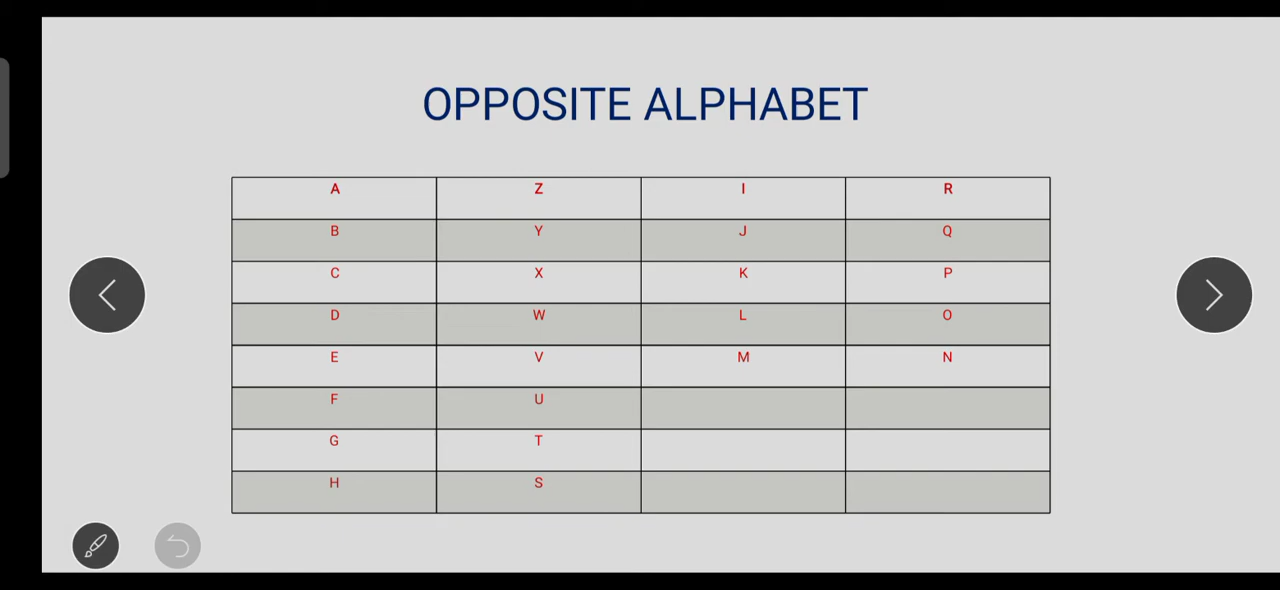 OPPOSITE ALPHABET
A Z I R
B Y J Q
C X K P
D W L O
E V M N
F U
G T
H S